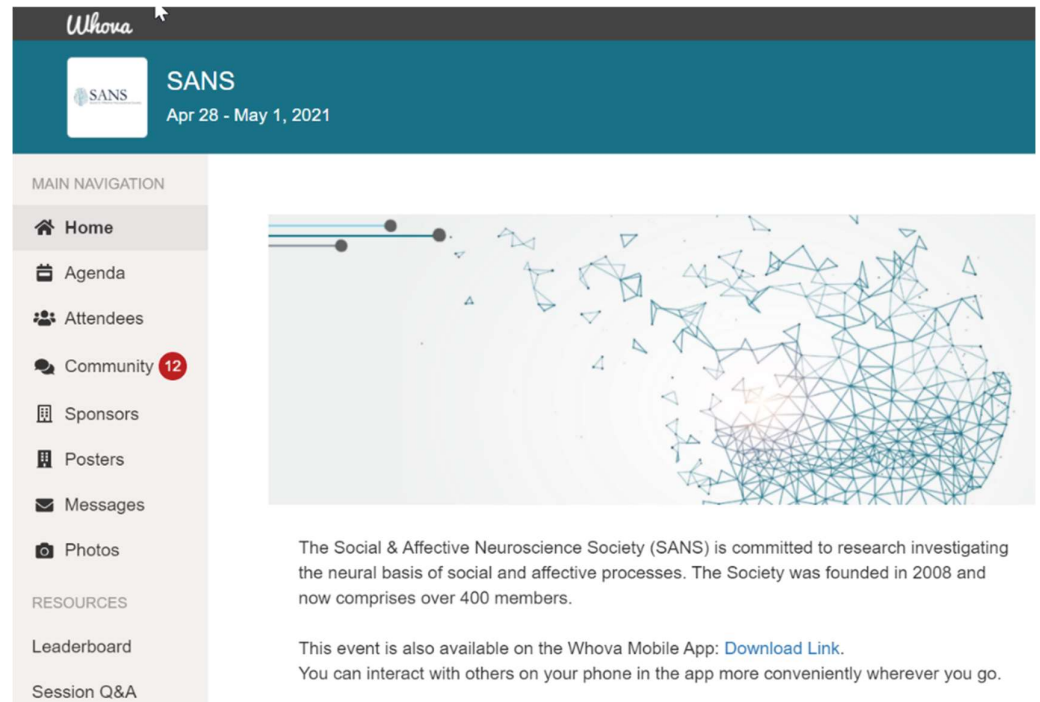 Whova
SANS
SANS
Apr 28 - May 1, 2021
MAIN NAVIGATION
Home
Agenda
Attendees
Community 12
Sponsors
Posters
Messages
Photos
RESOURCES
Leaderboard
Session Q&A
The Social & Affective Neuroscience Society (SANS) is committed to research investigating
the neural basis of social and affective processes. The Society was founded in 2008 and
now comprises over 400 members.
This event is also available on the Whova Mobile App: Download Link.
You can interact with others on your phone in the app more conveniently wherever you go.